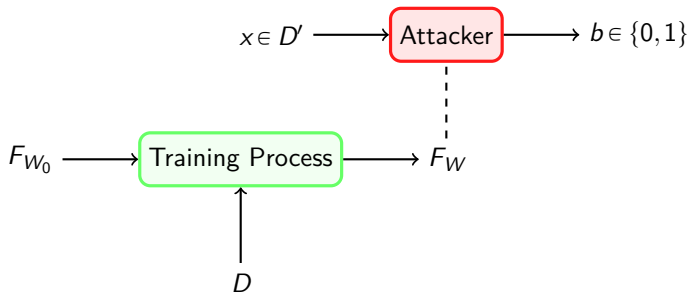 x ∈ D′ Attacker b ∈ {0, 1}
F_{W_0} Training Process F_W
D